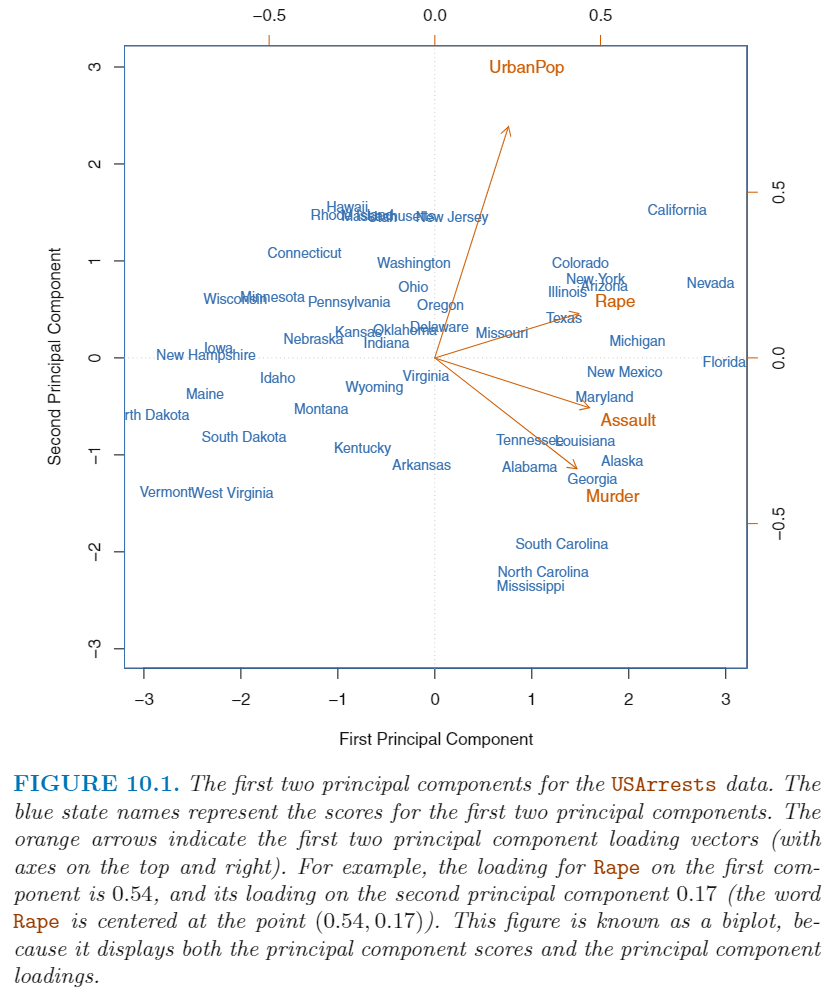 −0.5 0.0 0.5
UrbanPop
3
2
Hawaii
Rhode Island Massachusetts Utah New Jersey
California
0.5
Connecticut
1
Washington
Colorado
New York
Nevada
Ohio
Arizona
Illinois
Wisconsin Minnesota
Pennsylvania
Oregon
Rape
Texas
Kansas Oklahoma Delaware
Missouri
Nebraska
Indiana
Michigan
Iowa
New Hampshire
0
0.0
Florida
Idaho
Virginia
New Mexico
Wyoming
Maine
Maryland
Montana
rth Dakota
Assault
South Dakota
Kentucky
Tennessee Louisiana
−1
Arkansas
Alabama
Alaska
Georgia
Vermont West Virginia
Murder
−0.5
South Carolina
−2
North Carolina
Mississippi
−3
Second Principal Component
−3 −2 −1 0 1 2 3
First Principal Component
FIGURE 10.1. The first two principal components for the USArrests data. The
blue state names represent the scores for the first two principal components. The
orange arrows indicate the first two principal component loading vectors (with
axes on the top and right). For example, the loading for Rape on the first com-
ponent is 0.54, and its loading on the second principal component 0.17 (the word
Rape is centered at the point (0.54, 0.17)). This figure is known as a biplot, be-
cause it displays both the principal component scores and the principal component
loadings.